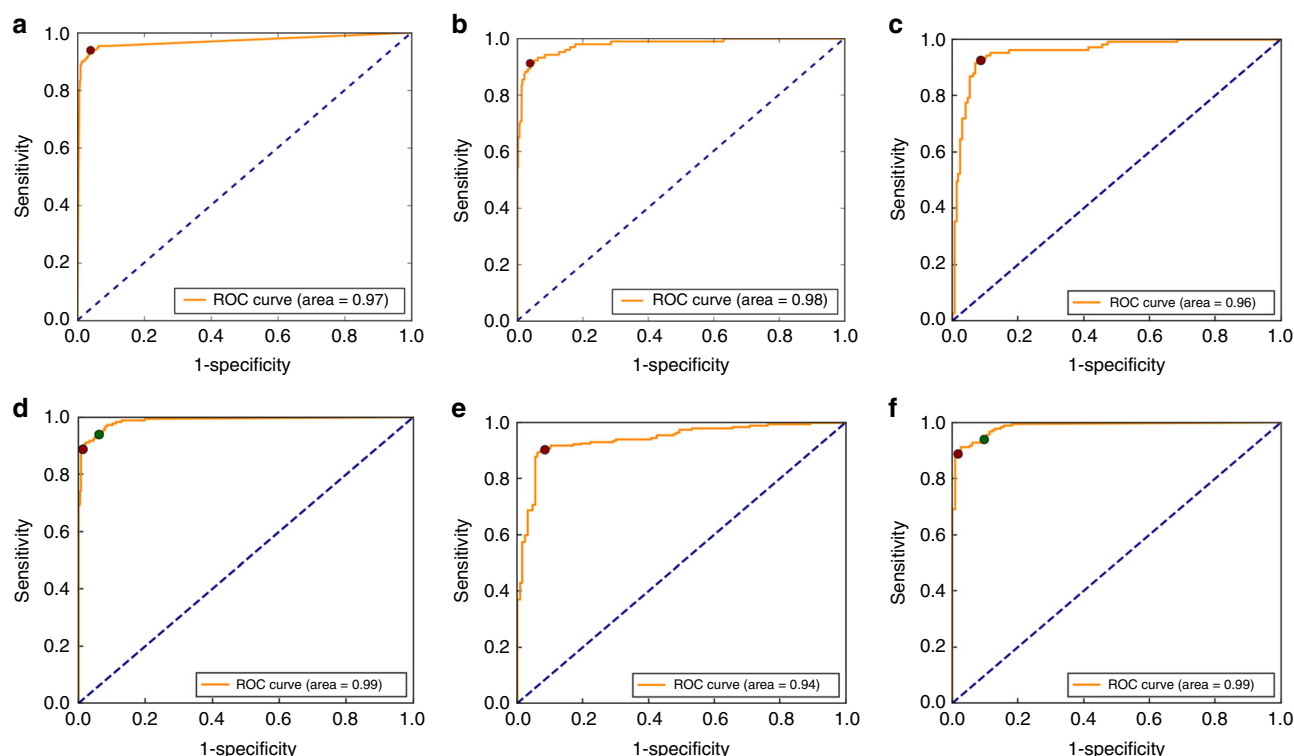 a
1.0
0.8
0.6
0.4
0.2
0.0
Sensitivity
ROC curve (area = 0.97)
0.0 0.2 0.4 0.6 0.8 1.0
1-specificity
b
1.0
0.8
0.6
0.4
0.2
0.0
Sensitivity
ROC curve (area = 0.98)
0.0 0.2 0.4 0.6 0.8 1.0
1-specificity
c
1.0
0.8
0.6
0.4
0.2
0.0
Sensitivity
ROC curve (area = 0.96)
0.0 0.2 0.4 0.6 0.8 1.0
1-specificity
d
1.0
0.8
0.6
0.4
0.2
0.0
Sensitivity
ROC curve (area = 0.99)
0.0 0.2 0.4 0.6 0.8 1.0
1-specificity
e
1.0
0.8
0.6
0.4
0.2
0.0
Sensitivity
ROC curve (area = 0.94)
0.0 0.2 0.4 0.6 0.8 1.0
1-specificity
f
1.0
0.8
0.6
0.4
0.2
0.0
Sensitivity
ROC curve (area = 0.99)
0.0 0.2 0.4 0.6 0.8 1.0
1-specificity